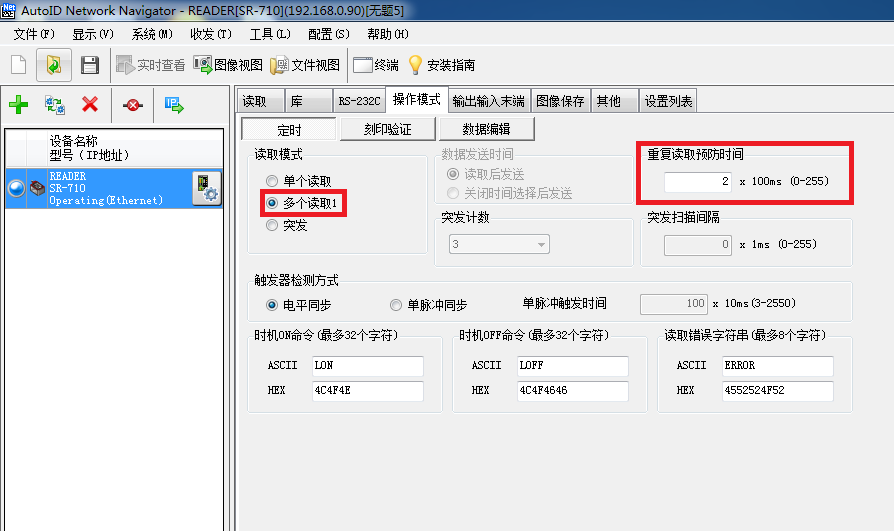 AutoID Network Navigator - READER[SR-710](192.168.0.90)[无题5]
文件(F) 显示(V) 系统(M) 收发(T) 工具(L) 配置(S) 帮助(H)
实时查看 图像视图 文件视图 终端 安装指南
读取 库 RS-232C 操作模式 输出输入末端 图像保存 其他 设置列表
定时 刻印验证 数据编辑
设备名称
型号(IP地址)
READER
SR-710
Operating(Ethernet)
读取模式
单个读取
多个读取1
突发
数据发送时间
读取后发送
关闭时间选择后发送
重复读取预防时间
2 x 100ms (0-255)
突发计数
3
突发扫描间隔
0 x 1ms (0-255)
触发器检测方式
电平同步 单脉冲同步 单脉冲触发时间 100 x 10ms(3-2550)
时机ON命令(最多32个字符)
ASCII LON
HEX 4C4F4E
时机OFF命令(最多32个字符)
ASCII LOFF
HEX 4C4F4646
读取错误字符串(最多8个字符)
ASCII ERROR
HEX 4552524F52